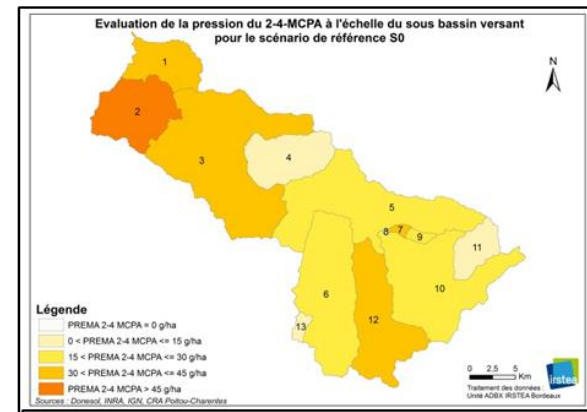 Evaluation de la pression du 2-4-MCPA à l'échelle du sous bassin versant
pour le scénario de référence S0
N
1
2
3
4
5
8
7
9
11
6
10
12
13
Légende
PREMA 2-4 MCPA = 0 g/ha
0 < PREMA 2-4 MCPA <= 15 g/ha
15 < PREMA 2-4 MCPA <= 30 g/ha
30 < PREMA 2-4 MCPA <= 45 g/ha
PREMA 2-4 MCPA > 45 g/ha
Sources : Donesol, INRA, IGN, CRA Poitou-Charentes
0 2,5 5
Km
Traitement des données :
Unité ADBX IRSTEA Bordeaux
irstea